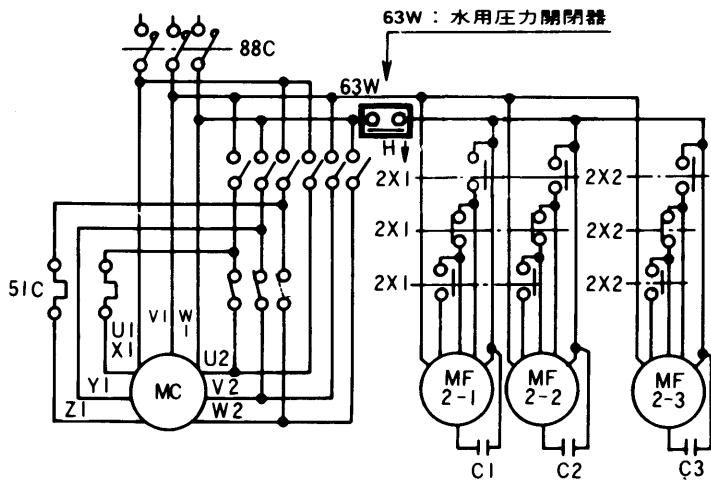 63W：水用圧力開閉器
88C
63W
H
2X1
2X2
2X1
2X2
2X1
2X2
51C
U1
X1
V1
W1
U2
Y1
V2
Z1
W2
MC
MF
2-1
MF
2-2
MF
2-3
C1
C2
C3